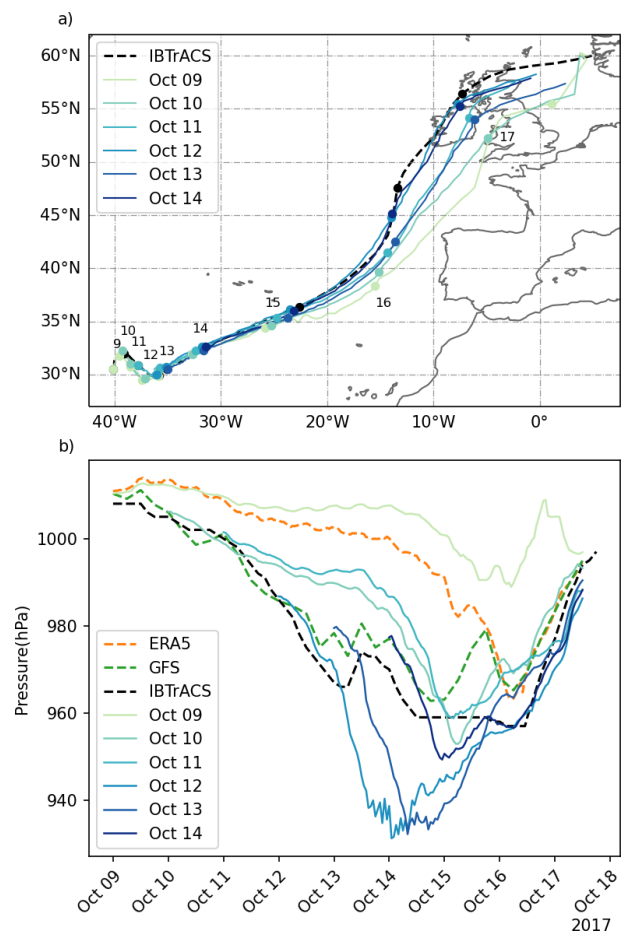 a)
60°N
55°N
50°N
45°N
40°N
35°N
30°N
IBTrACS
Oct 09
Oct 10
Oct 11
Oct 12
Oct 13
Oct 14
17
16
15
14
13
12
11
10
9
40°W 30°W 20°W 10°W 0°
b)
Pressure(hPa)
1000
980
960
940
ERA5
GFS
IBTrACS
Oct 09
Oct 10
Oct 11
Oct 12
Oct 13
Oct 14
Oct 09 Oct 10 Oct 11 Oct 12 Oct 13 Oct 14 Oct 15 Oct 16 Oct 17 Oct 18
2017